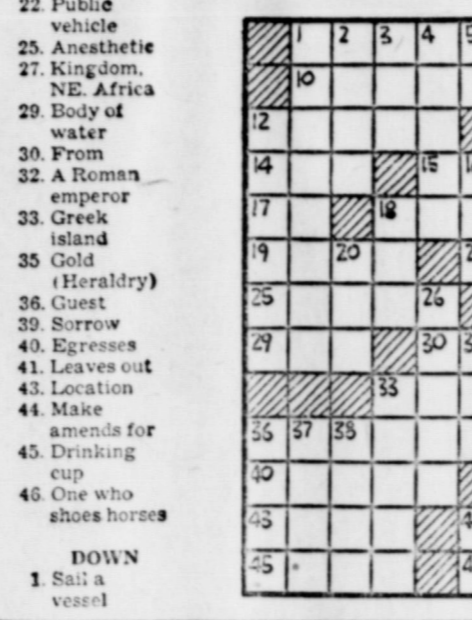 22. Public
vehicle
25. Anesthetic
27. Kingdom,
NE. Africa
29. Body of
water
30. From
32. A Roman
emperor
33. Greek
island
35 Gold
(Heraldry)
36. Guest
39. Sorrow
40. Egresses
41. Leaves out
43. Location
44. Make
amends for
45. Drinking
cup
46. One who
shoes horses
DOWN
1. Sail a
vessel
1 2 3 4
10
12
14 15
17 18
19 20
25 26
29 30
33
36 37 38
40
43
45